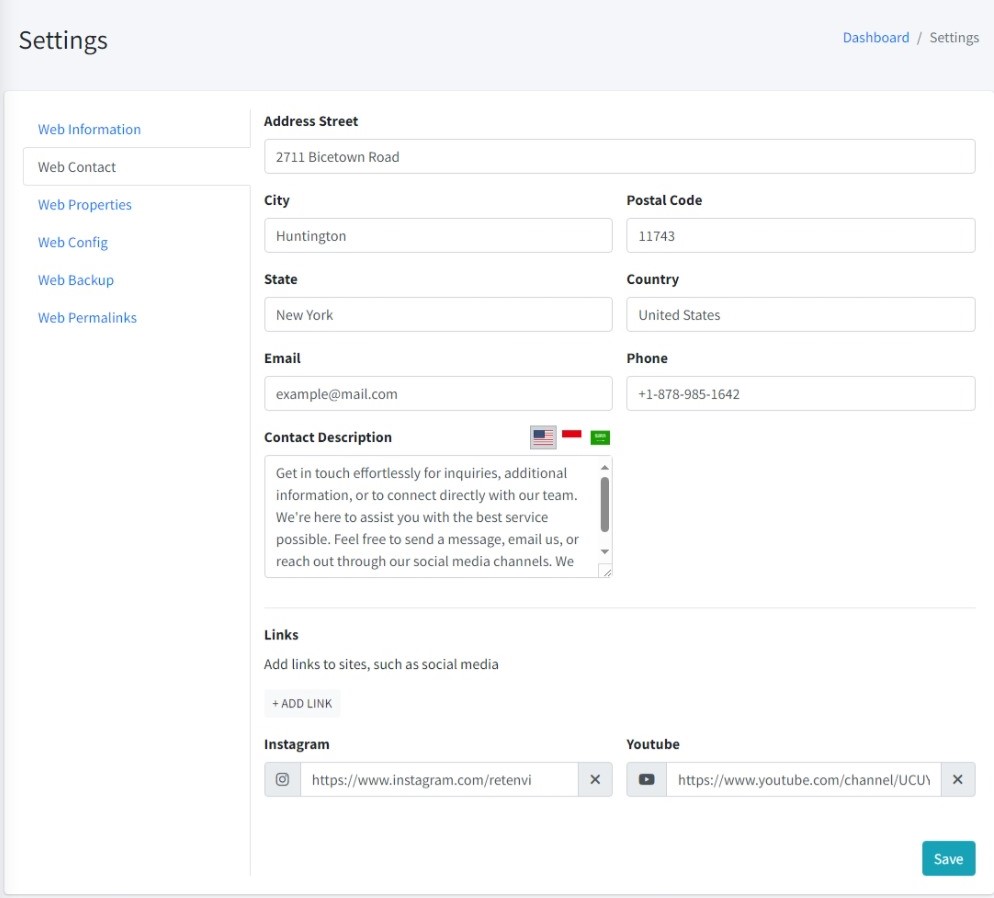 Settings
Dashboard / Settings
Web Information
Web Contact
Web Properties
Web Config
Web Backup
Web Permalinks
Address Street
2711 Bicetown Road
City
Postal Code
Huntington
11743
State
Country
New York
United States
Email
Phone
example@mail.com
+1-878-985-1642
Contact Description
Get in touch effortlessly for inquiries, additional
information, or to connect directly with our team.
We're here to assist you with the best service
possible. Feel free to send a message, email us, or
reach out through our social media channels. We
Links
Add links to sites, such as social media
+ ADD LINK
Instagram
Youtube
https://www.instagram.com/retenvi
https://www.youtube.com/channel/UCU
Save